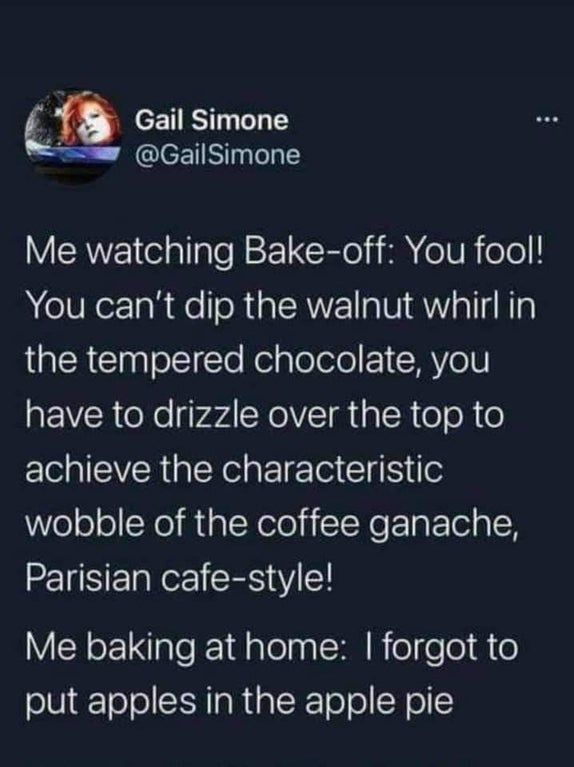 Gail Simone
@GailSimone
Me watching Bake-off: You fool!
You can't dip the walnut whirl in
the tempered chocolate, you
have to drizzle over the top to
achieve the characteristic
wobble of the coffee ganache,
Parisian cafe-style!
Me baking at home:  I forgot to
put apples in the apple pie